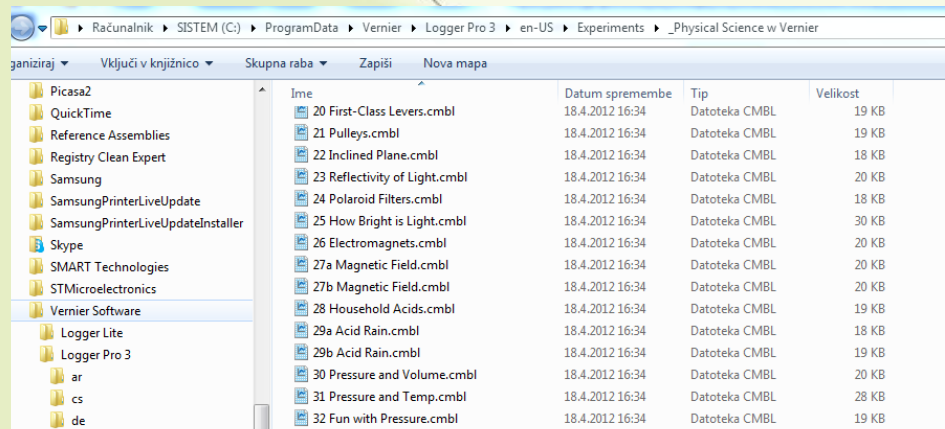 Računalnik ▸ SISTEM (C:) ▸ ProgramData ▸ Vernier ▸ Logger Pro 3 ▸ en-US ▸ Experiments ▸ _Physical Science w Vernier
ganiziraj Vključi v knjižnico Skupna raba Zapiši Nova mapa
Picasa2
QuickTime
Reference Assemblies
Registry Clean Expert
Samsung
SamsungPrinterLiveUpdate
SamsungPrinterLiveUpdateInstaller
Skype
SMART Technologies
STMicroelectronics
Vernier Software
Logger Lite
Logger Pro 3
ar
cs
de
Ime Datum spremembe Tip Velikost
20 First-Class Levers.cmbl 18.4.2012 16:34 Datoteka CMBL 19 KB
21 Pulleys.cmbl 18.4.2012 16:34 Datoteka CMBL 19 KB
22 Inclined Plane.cmbl 18.4.2012 16:34 Datoteka CMBL 18 KB
23 Reflectivity of Light.cmbl 18.4.2012 16:34 Datoteka CMBL 20 KB
24 Polaroid Filters.cmbl 18.4.2012 16:34 Datoteka CMBL 18 KB
25 How Bright is Light.cmbl 18.4.2012 16:34 Datoteka CMBL 30 KB
26 Electromagnets.cmbl 18.4.2012 16:34 Datoteka CMBL 20 KB
27a Magnetic Field.cmbl 18.4.2012 16:34 Datoteka CMBL 20 KB
27b Magnetic Field.cmbl 18.4.2012 16:34 Datoteka CMBL 20 KB
28 Household Acids.cmbl 18.4.2012 16:34 Datoteka CMBL 19 KB
29a Acid Rain.cmbl 18.4.2012 16:34 Datoteka CMBL 18 KB
29b Acid Rain.cmbl 18.4.2012 16:34 Datoteka CMBL 19 KB
30 Pressure and Volume.cmbl 18.4.2012 16:34 Datoteka CMBL 20 KB
31 Pressure and Temp.cmbl 18.4.2012 16:34 Datoteka CMBL 28 KB
32 Fun with Pressure.cmbl 18.4.2012 16:34 Datoteka CMBL 19 KB